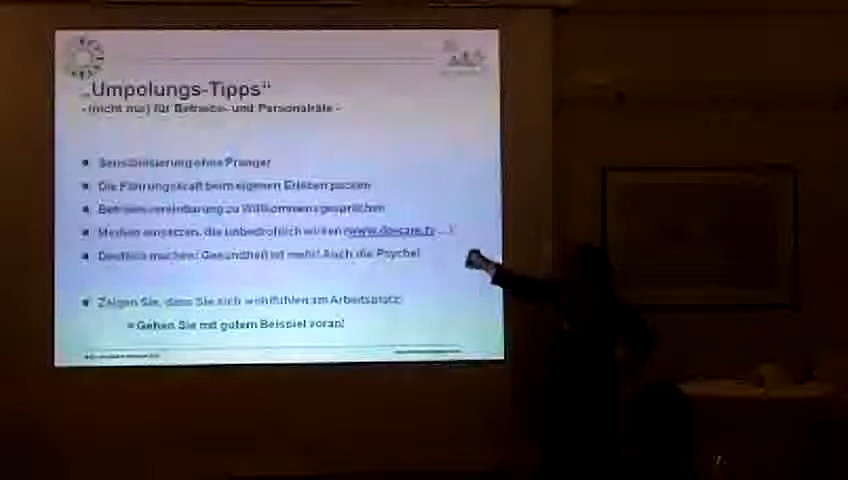 „Umpolungs-Tipps“
- (nicht nur) für Betriebs- und Personalräte -
Sensibilisierung ohne Pranger
Die Führungskraft beim eigenen Erleben packen
Betriebsvereinbarung zu Willkommensgesprächen
Medien einsetzen, die unbedrohlich wirken (www.do-care.tv ...)
Deutlich machen: Gesundheit ist mehr! Auch die Psyche!
Zeigen Sie, dass Sie sich wohlfühlen am Arbeitsplatz:
Gehen Sie mit gutem Beispiel voran!